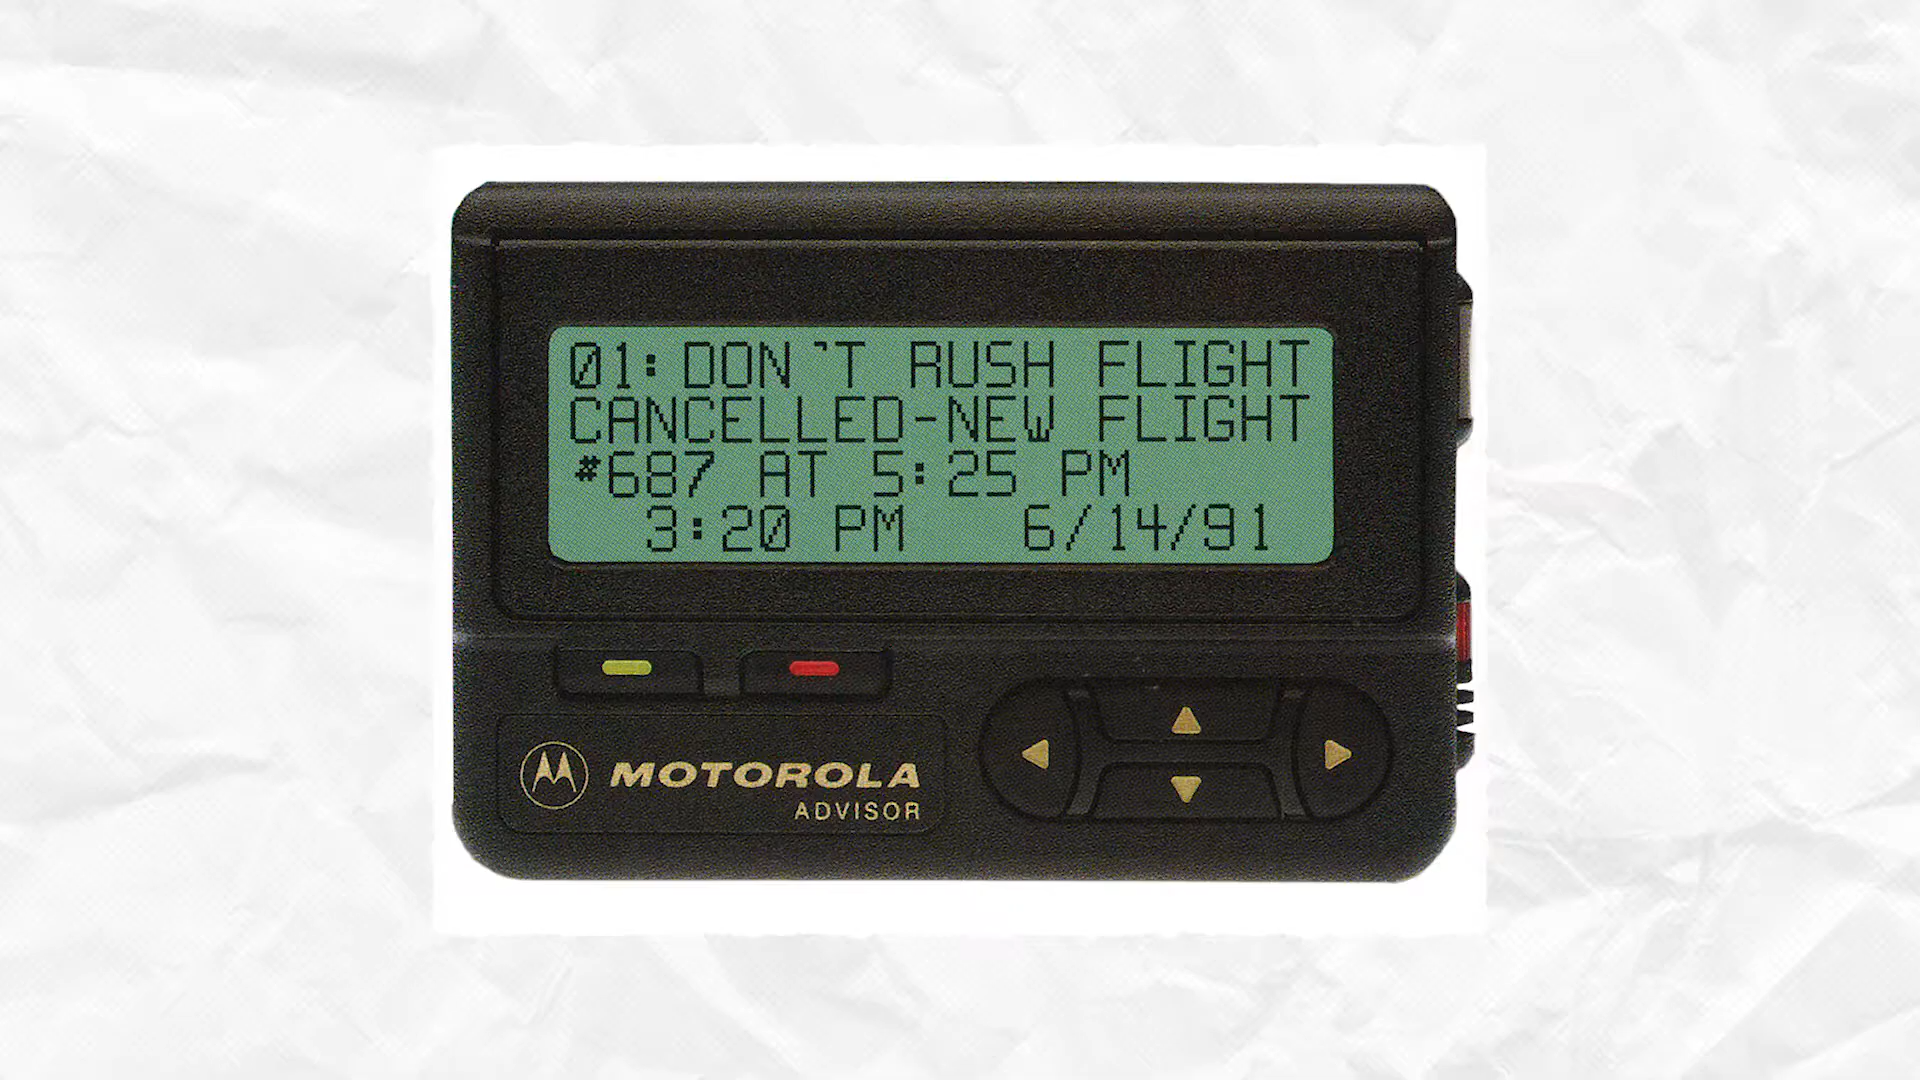 01: DON'T RUSH FLIGHT
CANCELLED-NEW FLIGHT
#687 AT 5:25 PM
3:20 PM 6/14/91
MOTOROLA
ADVISOR